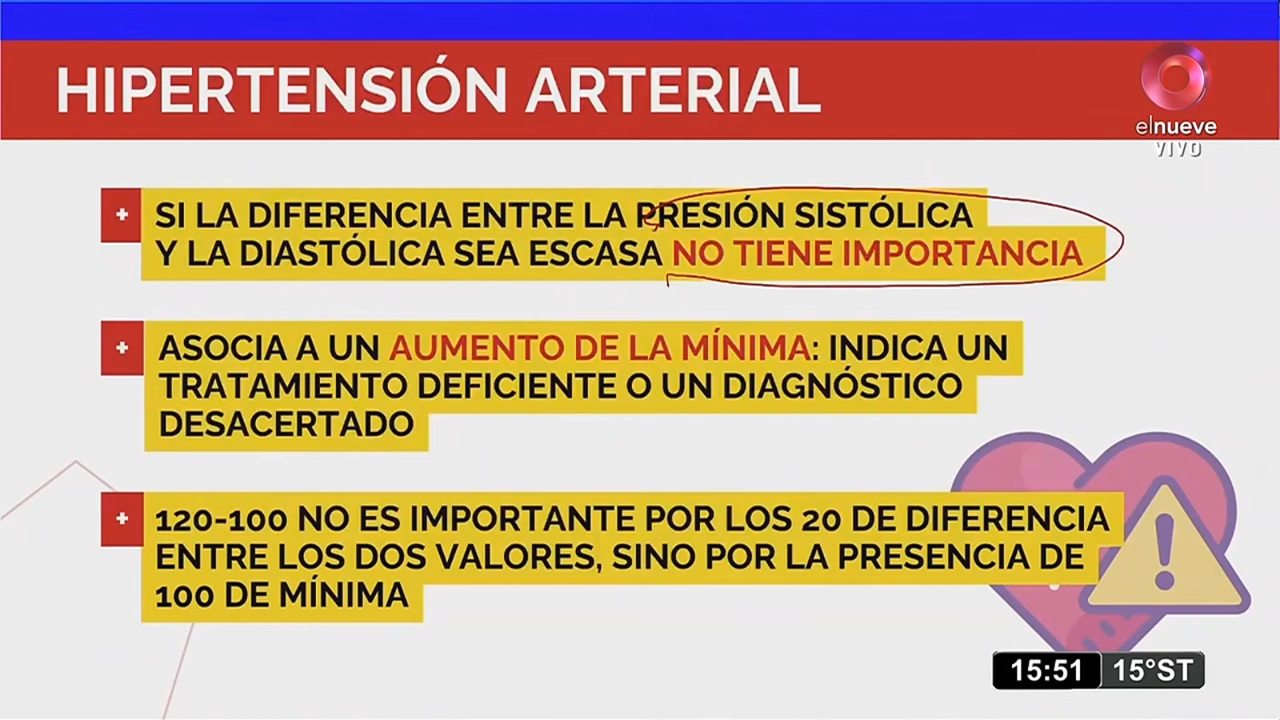 HIPERTENSIÓN ARTERIAL
elnueve
VIVO
SI LA DIFERENCIA ENTRE LA PRESIÓN SISTÓLICA
Y LA DIASTÓLICA SEA ESCASA NO TIENE IMPORTANCIA
ASOCIA A UN AUMENTO DE LA MÍNIMA: INDICA UN
TRATAMIENTO DEFICIENTE O UN DIAGNÓSTICO
DESACERTADO
120-100 NO ES IMPORTANTE POR LOS 20 DE DIFERENCIA
ENTRE LOS DOS VALORES, SINO POR LA PRESENCIA DE
100 DE MÍNIMA
15:51 15°ST